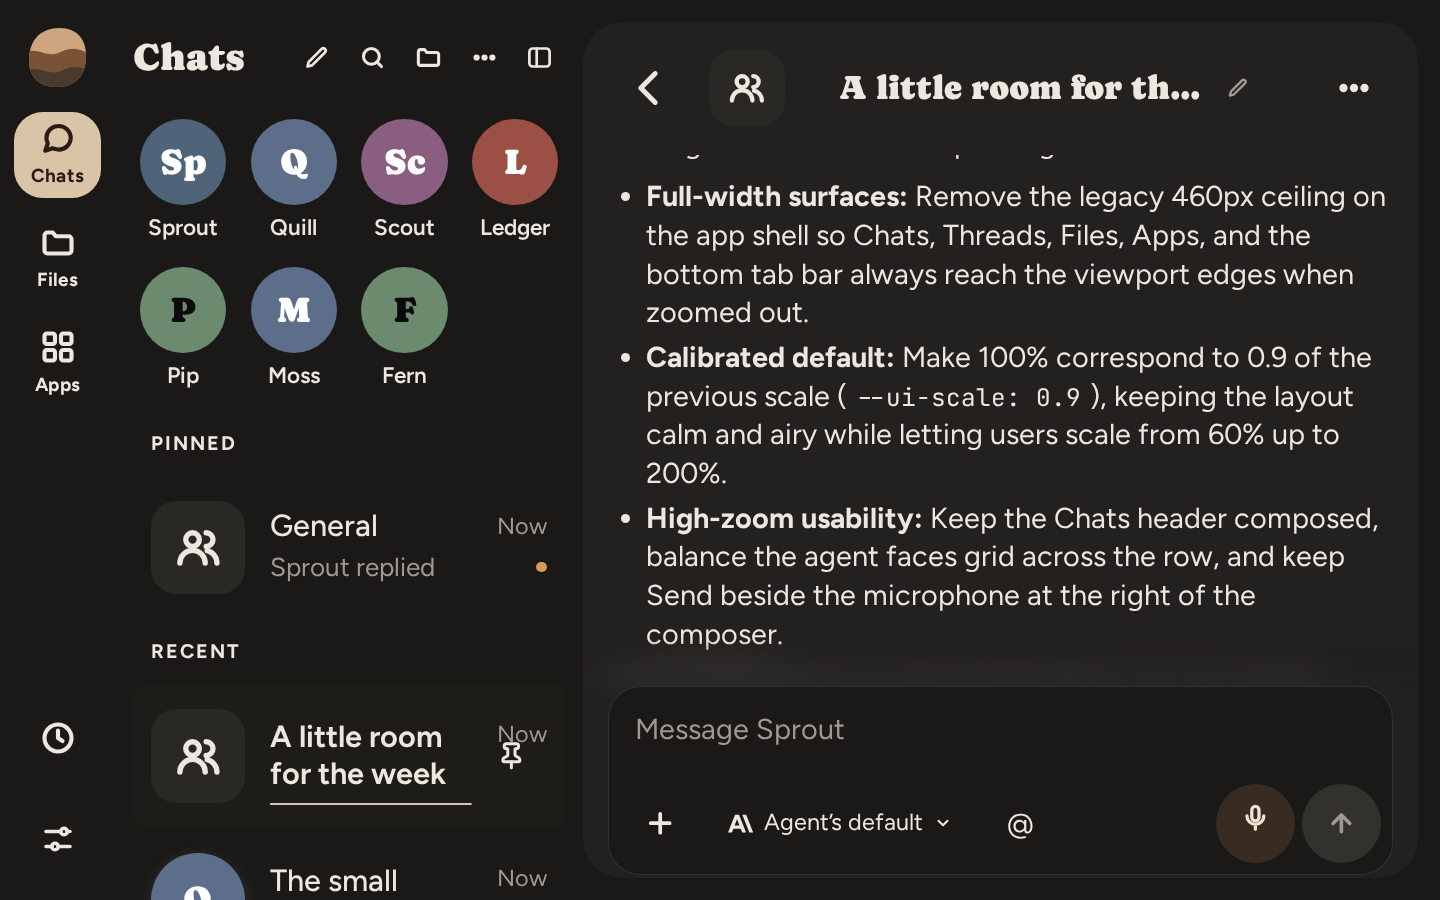 Chats
Chats
Files
Apps
Sp
Q
Sc
L
Sprout
Quill
Scout
Ledger
P
M
F
Pip
Moss
Fern
PINNED
General
Now
Sprout replied
RECENT
A little room
for the week
Now
The small
Now
A little room for th...
• Full-width surfaces: Remove the legacy 460px ceiling on
the app shell so Chats, Threads, Files, Apps, and the
bottom tab bar always reach the viewport edges when
zoomed out.
• Calibrated default: Make 100% correspond to 0.9 of the
previous scale ( --ui-scale: 0.9 ), keeping the layout
calm and airy while letting users scale from 60% up to
200%.
• High-zoom usability: Keep the Chats header composed,
balance the agent faces grid across the row, and keep
Send beside the microphone at the right of the
composer.
Message Sprout
Agent’s default
@